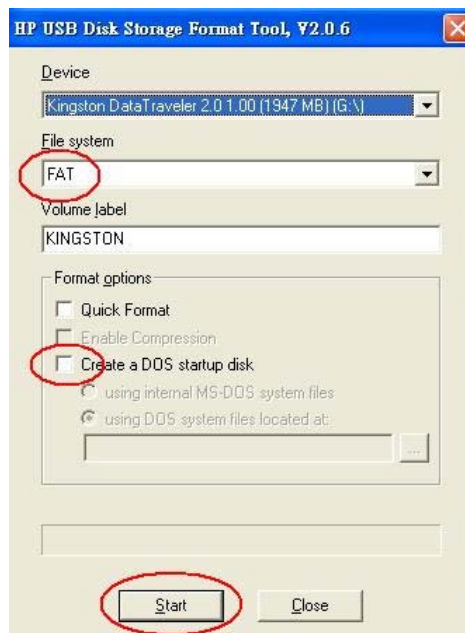 HP USB Disk Storage Format Tool, V2.0.6
Device
Kingston DataTraveler 2.0 1.00 (1947 MB) (G:\)
File system
FAT
Volume label
KINGSTON
Format options
Quick Format
Enable Compression
Create a DOS startup disk
using internal MS-DOS system files
using DOS system files located at:
...
Start
Close